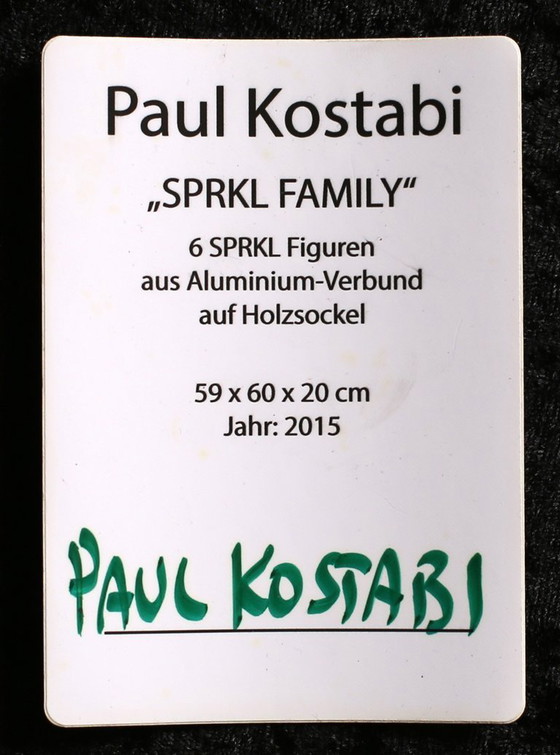 Paul Kostabi
„SPRKL FAMILY“
6 SPRKL Figuren
aus Aluminium-Verbund
auf Holzsockel
59 x 60 x 20 cm
Jahr: 2015
PAUL KOSTABI